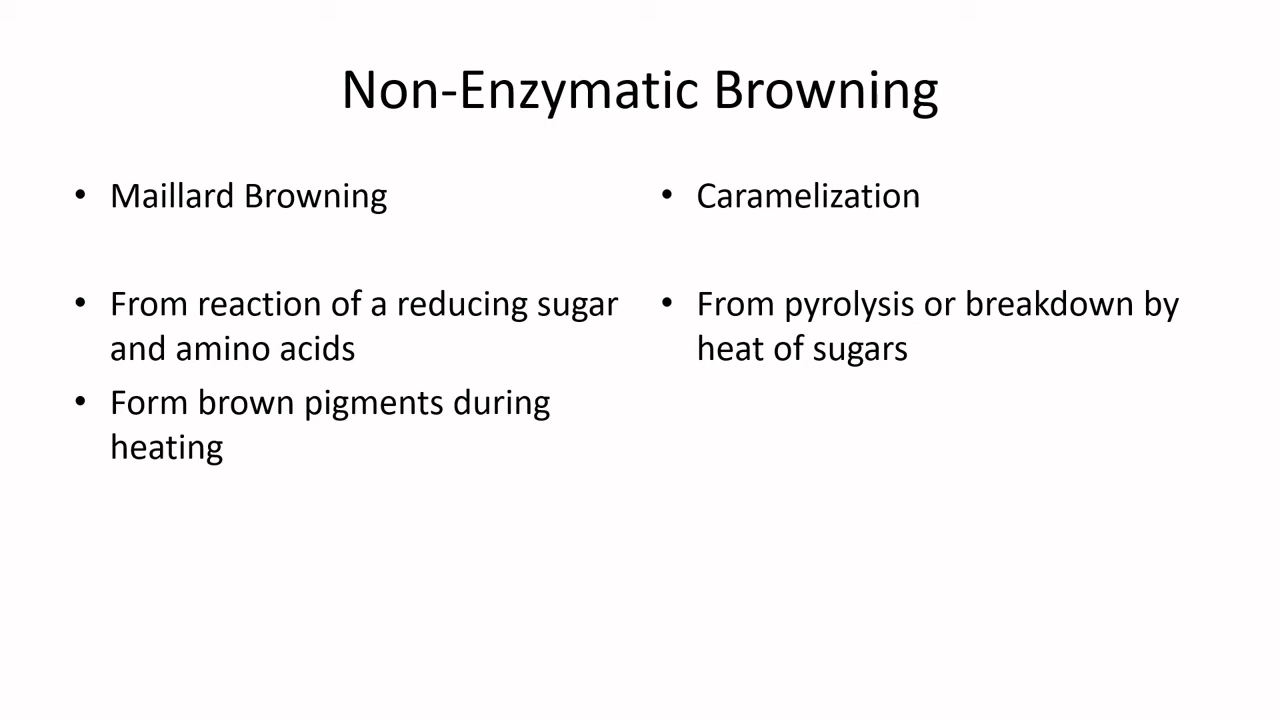 Non-Enzymatic Browning
• Maillard Browning
• From reaction of a reducing sugar
and amino acids
• Form brown pigments during
heating
• Caramelization
• From pyrolysis or breakdown by
heat of sugars